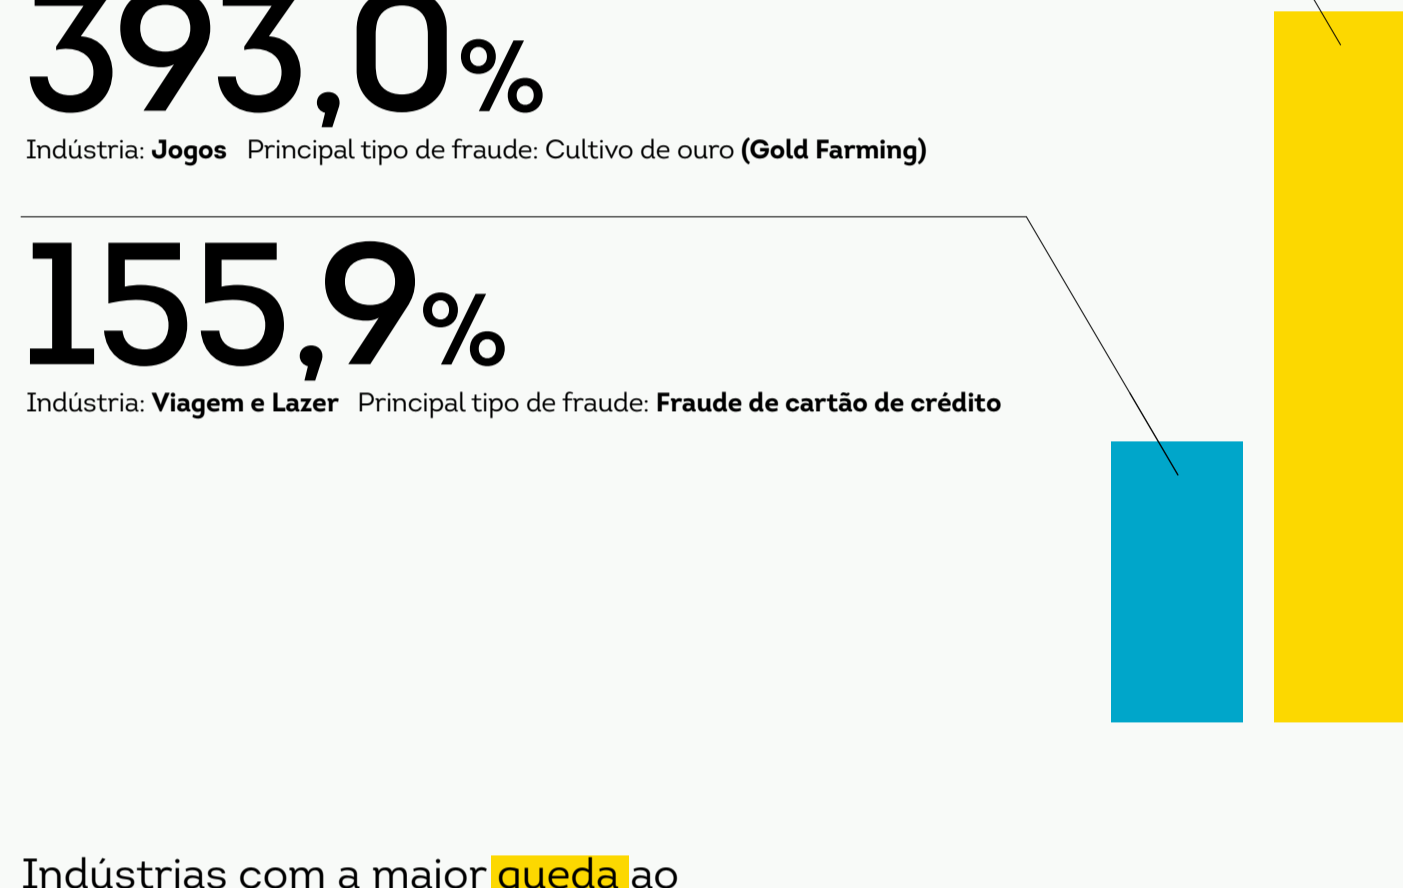 393,0%
Indústria: Jogos Principal tipo de fraude: Cultivo de ouro (Gold Farming)
155,9%
Indústria: Viagem e Lazer Principal tipo de fraude: Fraude de cartão de crédito
Indústrias com a maior queda ao